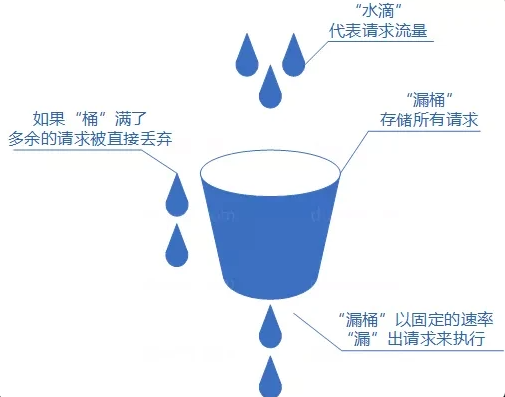 “水滴”
代表请求流量
如果“桶”满了
多余的请求被直接丢弃
“漏桶”
存储所有请求
“漏桶”以固定的速率
“漏”出请求来执行